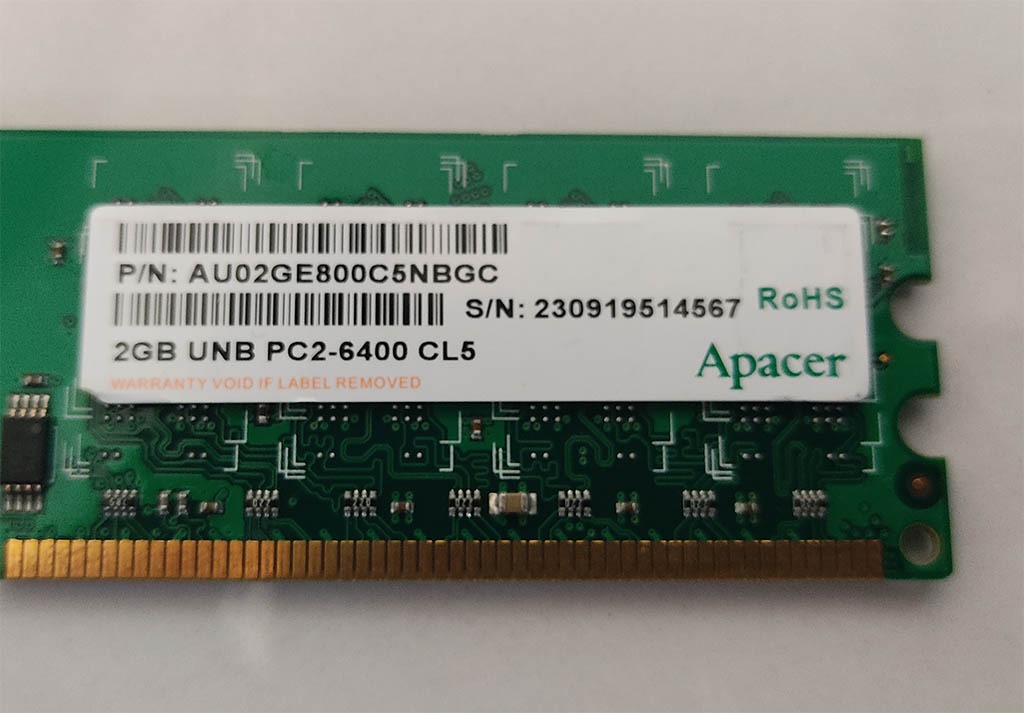 P/N: AU02GE800C5NBGC
S/N: 230919514567 RoHS
2GB UNB PC2-6400 CL5
Apacer
WARRANTY VOID IF LABEL REMOVED